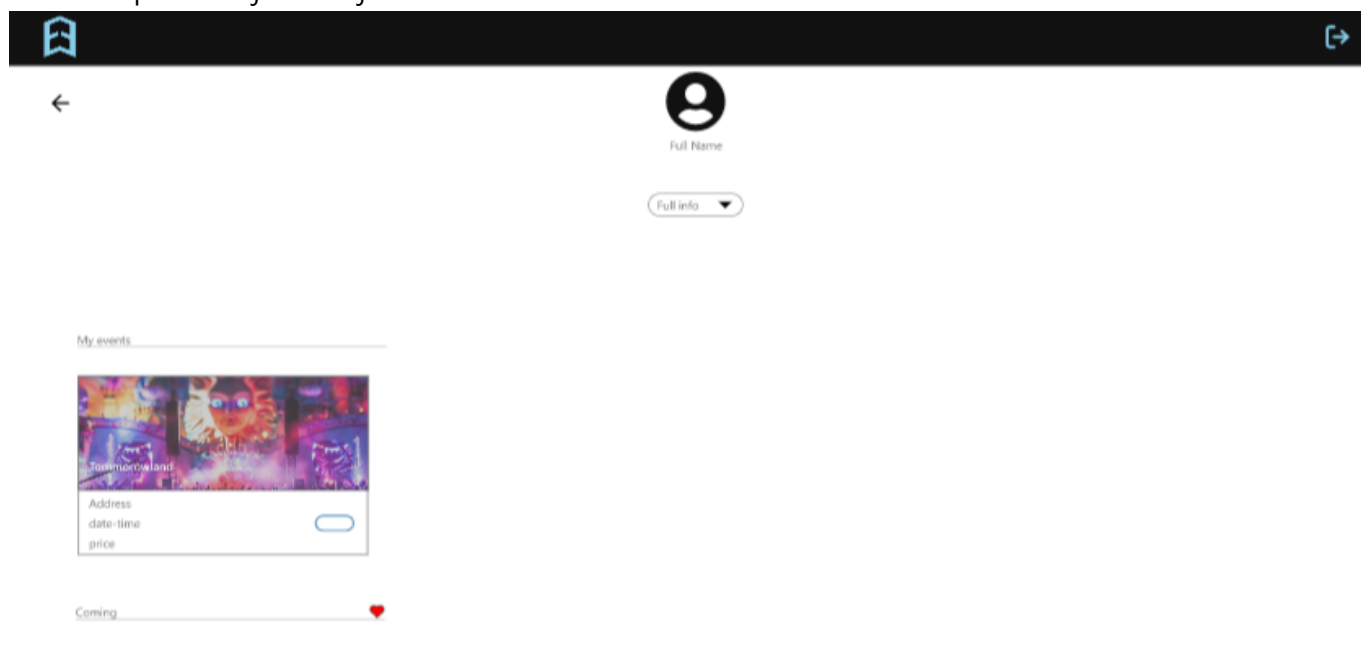 Full Name
Full info
My events
Tommorowland
Address
date-time
price
Coming